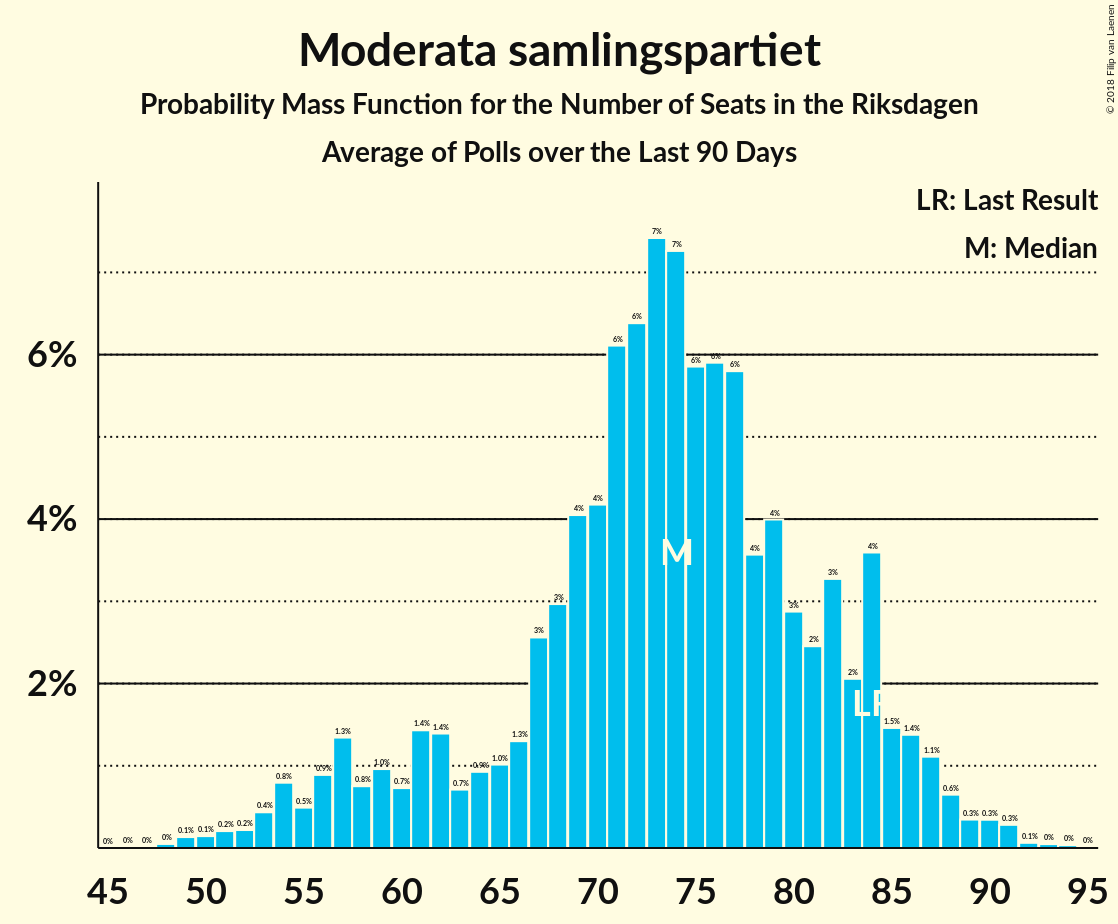 Moderata samlingspartiet
Probability Mass Function for the Number of Seats in the Riksdagen
Average of Polls over the Last 90 Days
© 2018 Filip van Laenen
LR: Last Result
M: Median
6%
4%
2%
0% 0% 0% 0% 0.1% 0.1% 0.2% 0.2% 0.4% 0.8% 0.5% 0.9% 1.3% 0.8% 1.0% 0.7% 1.4% 1.4% 0.7% 0.9% 1.0% 1.3% 3% 3% 4% 4% 6% 6% 7% 7% 6% 6% 6% 4% 4% 3% 2% 3% 2% 4% 1.5% 1.4% 1.1% 0.6% 0.3% 0.3% 0.3% 0.1% 0% 0% 0%
M
LR
45 50 55 60 65 70 75 80 85 90 95